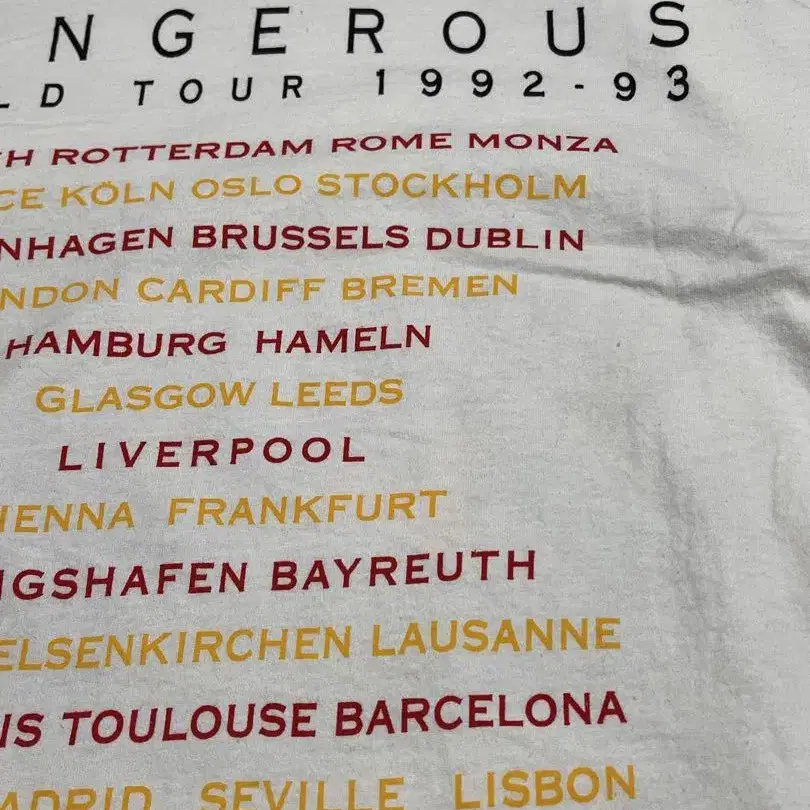 NGEROUS
LD TOUR 1992-93
H ROTTERDAM ROME MONZA
CE KÖLN OSLO STOCKHOLM
NHAGEN BRUSSELS DUBLIN
NDON CARDIFF BREMEN
HAMBURG HAMELN
GLASGOW LEEDS
LIVERPOOL
IENNA FRANKFURT
IGSHAFEN BAYREUTH
ELSENKIRCHEN LAUSANNE
IS TOULOUSE BARCELONA
ADRID SEVILLE LISBON